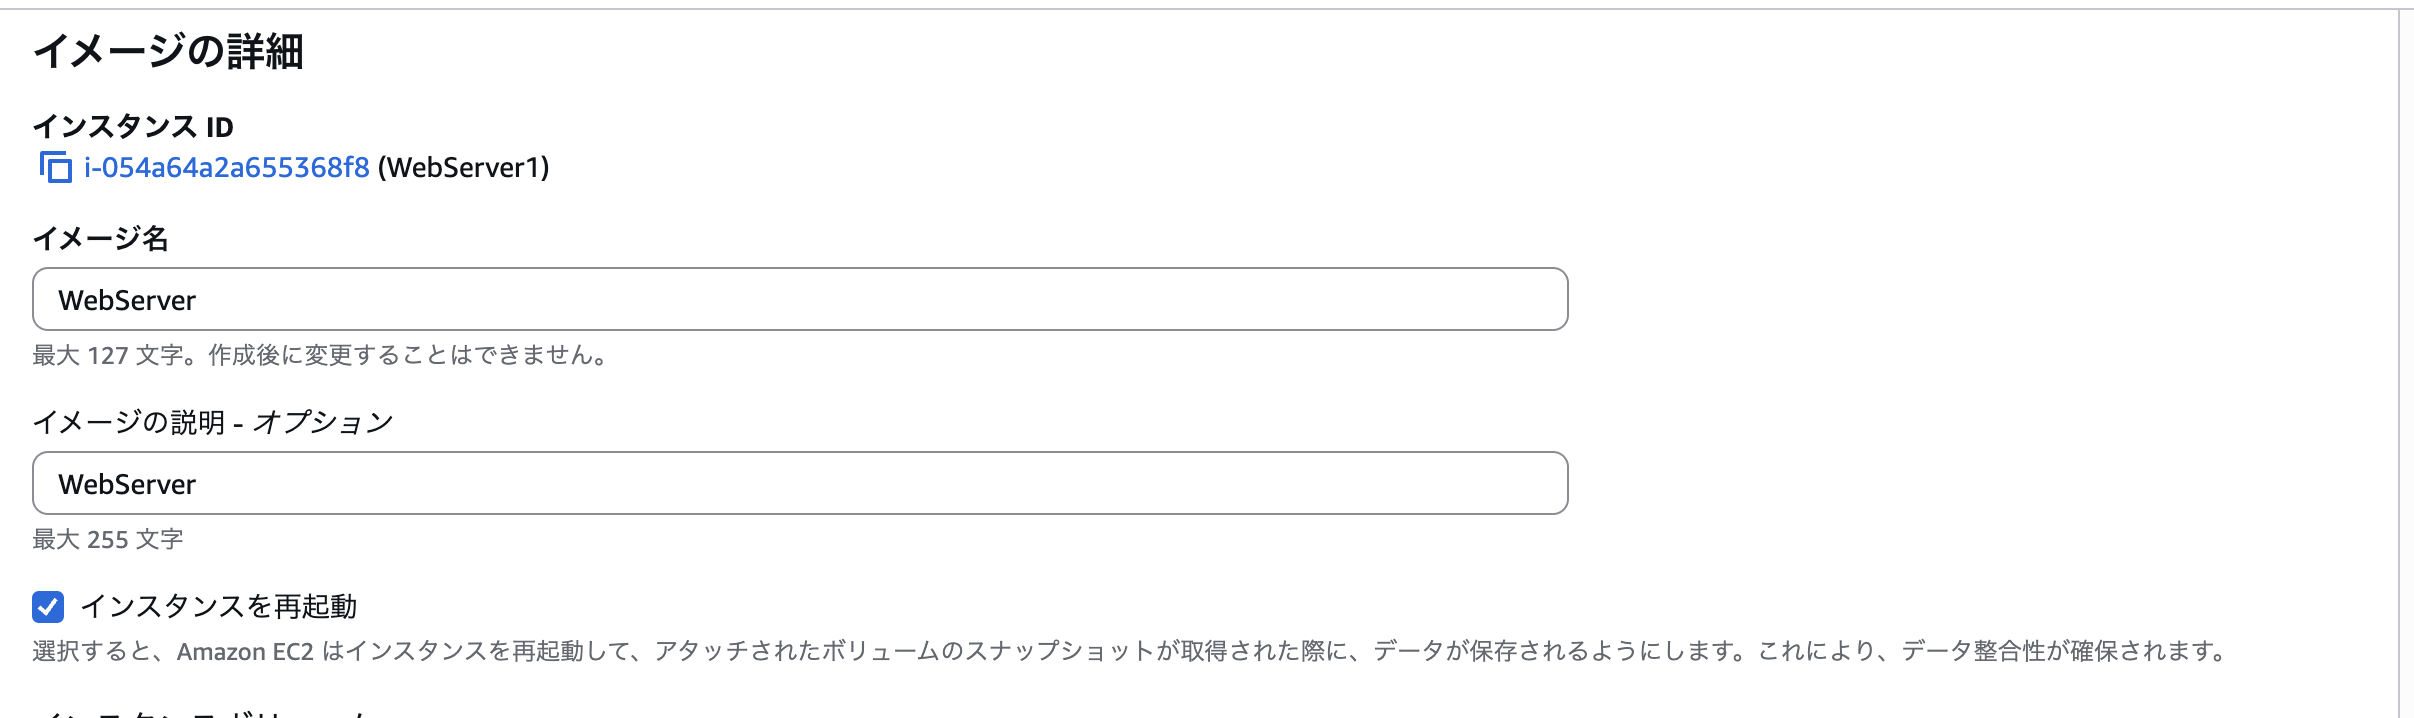 イメージの詳細
インスタンス ID
i-054a64a2a655368f8 (WebServer1)
イメージ名
WebServer
最大 127 文字。作成後に変更することはできません。
イメージの説明 - オプション
WebServer
最大 255 文字
インスタンスを再起動
選択すると、Amazon EC2 はインスタンスを再起動して、アタッチされたボリュームのスナップショットが取得された際に、データが保存されるようにします。これにより、データ整合性が確保されます。